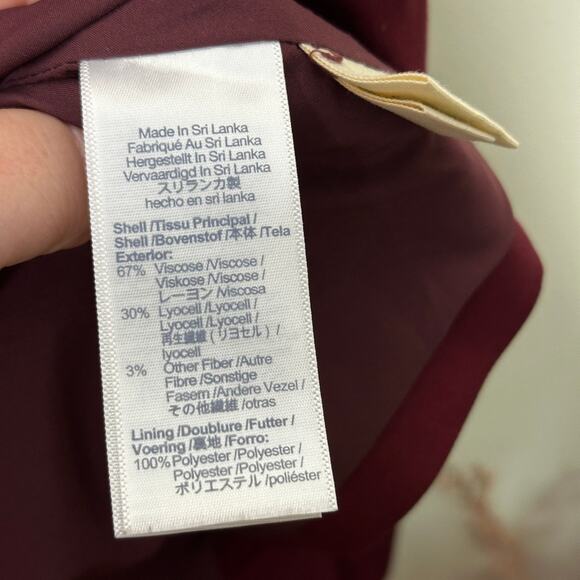 Made In Sri Lanka
Fabriqué Au Sri Lanka
Hergestellt In Sri Lanka
Vervaardigd In Sri Lanka
スリランカ製
hecho en sri lanka
Shell /Tissu Principal /
Shell /Bovenstof /本体 /Tela
Exterior:
67% Viscose /Viscose /
Viskose /Viscose /
レーヨン /Viscosa
30% Lyocell /Lyocell /
Lyocell /Lyocell /
再生繊維 ( リヨセル ) /
lyocell
3% Other Fiber /Autre
Fibre /Sonstige
Fasern /Andere Vezel /
その他繊維 /otras
Lining /Doublure /Futter /
Voering /裏地 /Forro:
100% Polyester /Polyester /
Polyester /Polyester /
ポリエステル /poliéster